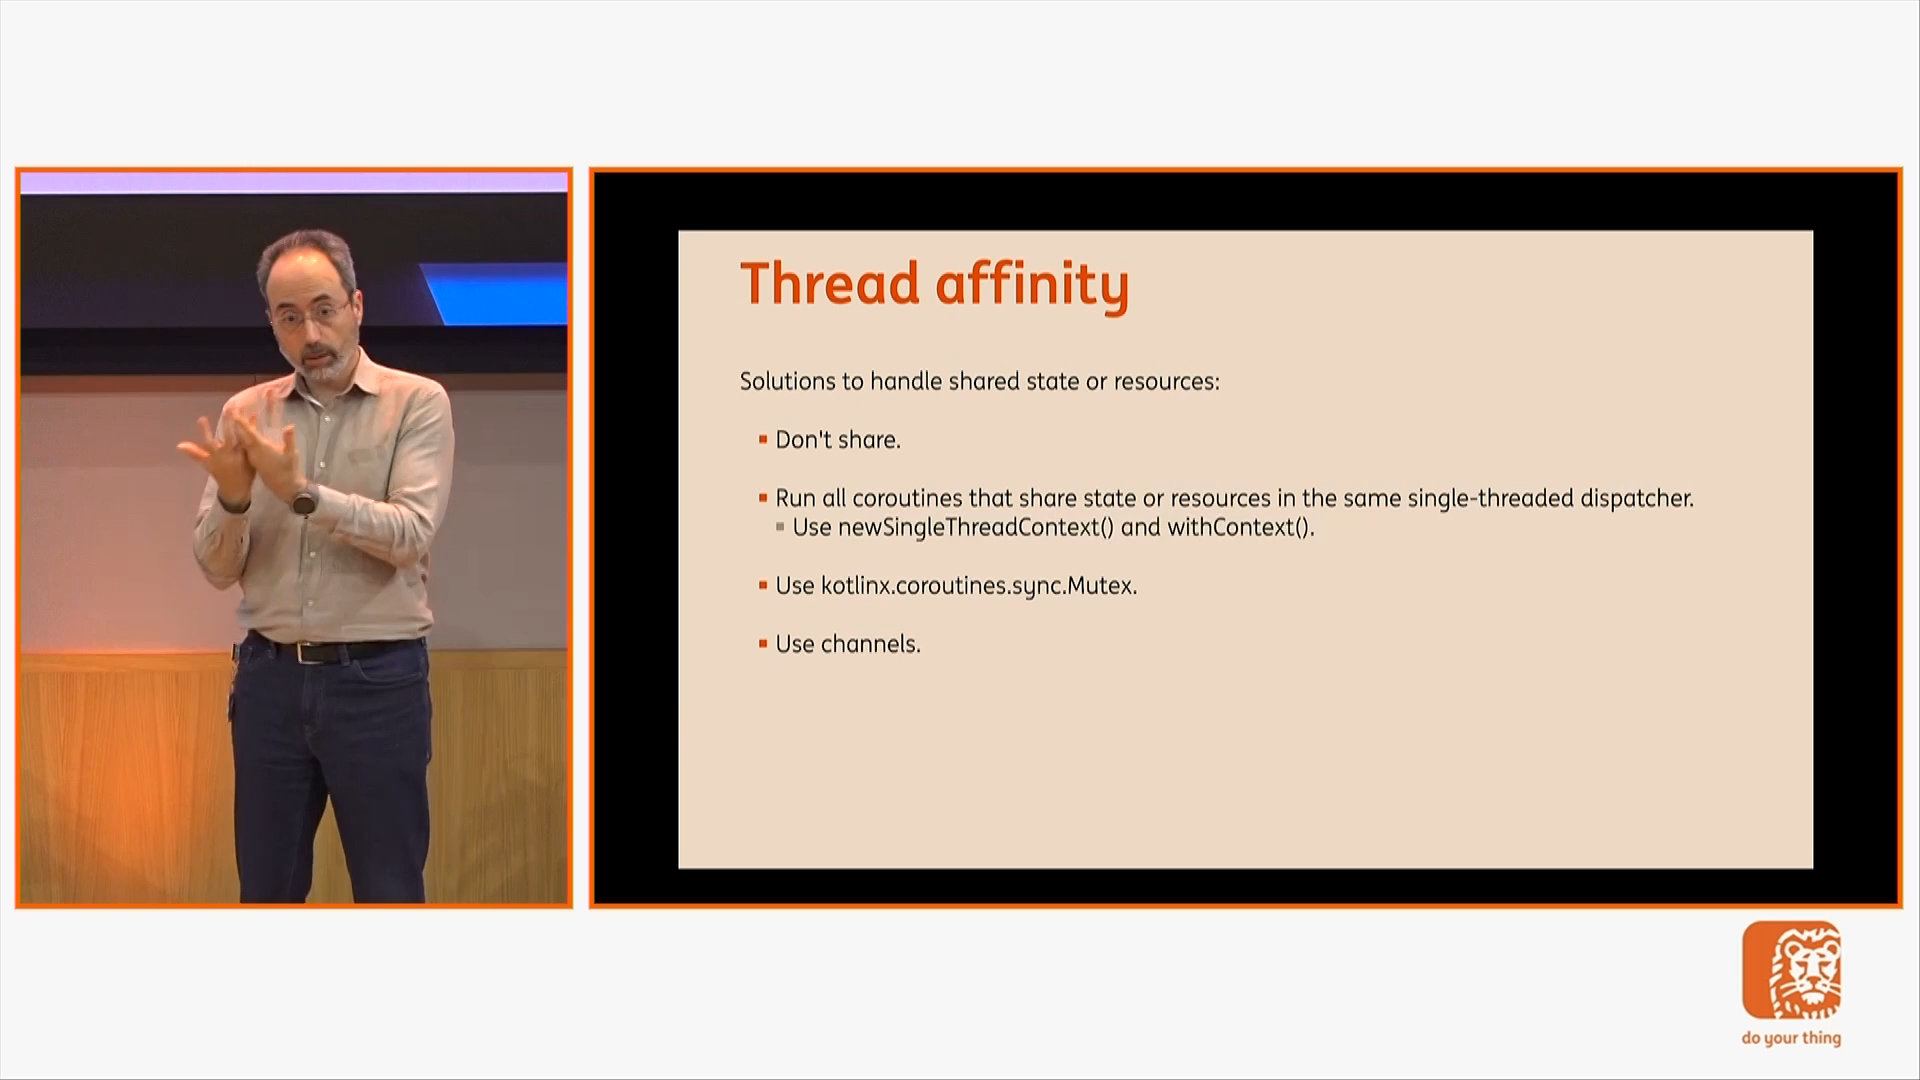 Thread affinity
Solutions to handle shared state or resources:
Don't share.
Run all coroutines that share state or resources in the same single-threaded dispatcher.
Use newSingleThreadContext() and withContext().
Use kotlinx.coroutines.sync.Mutex.
Use channels.
do your thing